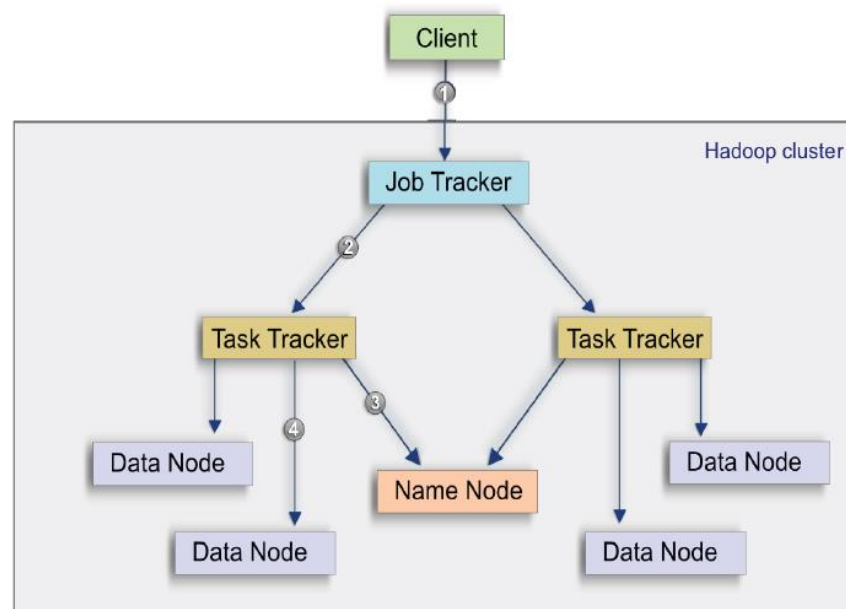 Client
1
Hadoop cluster
Job Tracker
2
Task Tracker
Task Tracker
3
4
Data Node
Data Node
Name Node
Data Node
Data Node